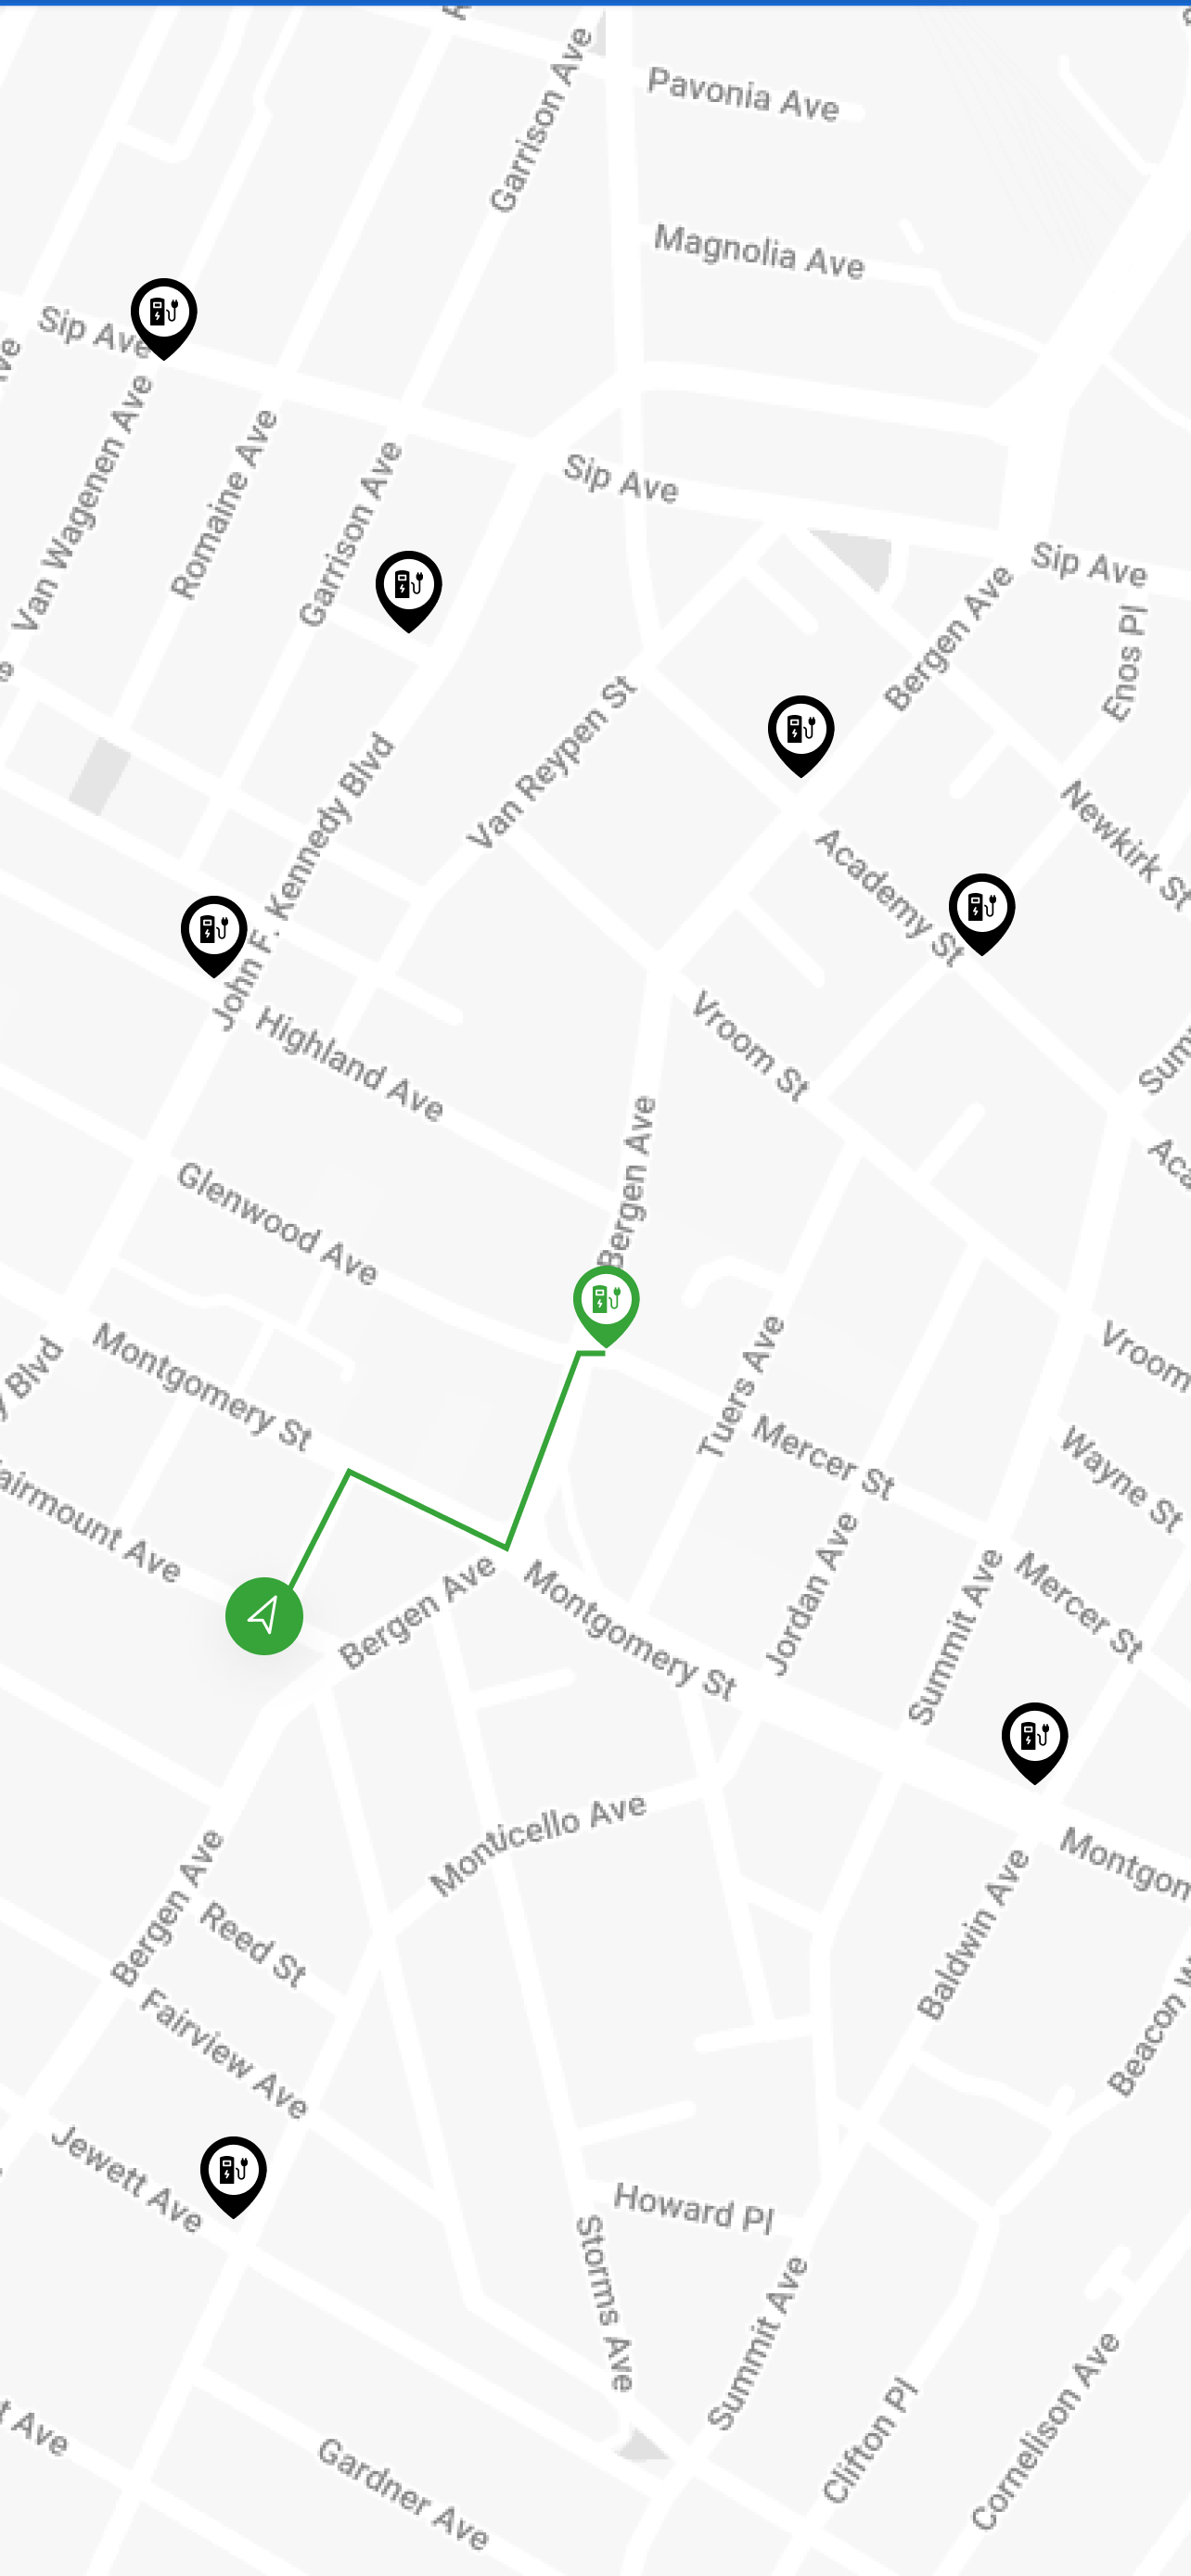 Garrison Ave
Pavonia Ave
Magnolia Ave
Sip Ave
Van Wagenen Ave
Romaine Ave
Garrison Ave
Sip Ave
Sip Ave
Bergen Ave
Enos Pl
Van Reypen St
John F. Kennedy Blvd
Newkirk St
Academy St
Vroom St
Highland Ave
Bergen Ave
Glenwood Ave
Montgomery St
Blvd
Tuers Ave
Vroom
Mercer St
Wayne St
Ave
Jordan Ave
Mercer St
Summit Ave
Bergen Ave
Montgomery St
Monticello Ave
Bergen Ave
Reed St
Baldwin Ave
Fairview Ave
Beacon
Jewett Ave
Howard Pl
Storms Ave
Summit Ave
Clifton Pl
Cornelison Ave
Ave
Gardner Ave